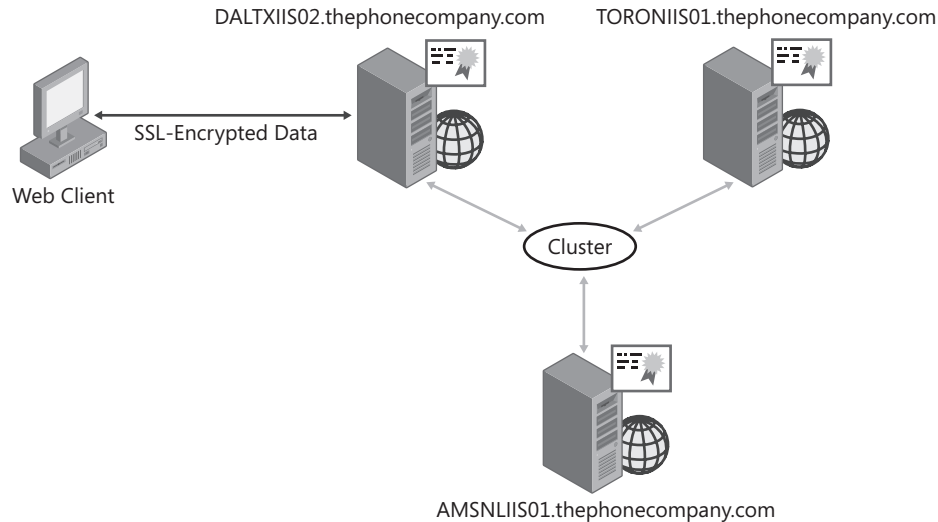 DALTXIIS02.thephonecompany.com
TORONIIS01.thephonecompany.com
SSL-Encrypted Data
Web Client
Cluster
AMSNLIIS01.thephonecompany.com